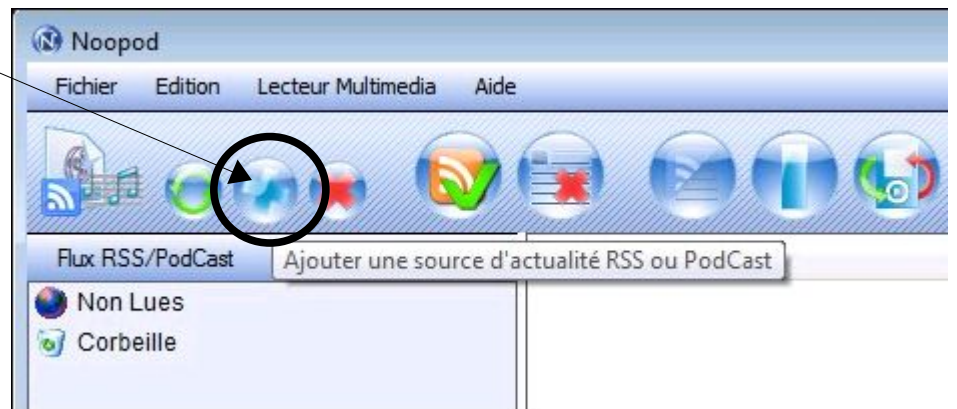 Noopod
Fichier Edition Lecteur Multimedia Aide
Flux RSS/PodCast
Ajouter une source d'actualité RSS ou PodCast
Non Lues
Corbeille